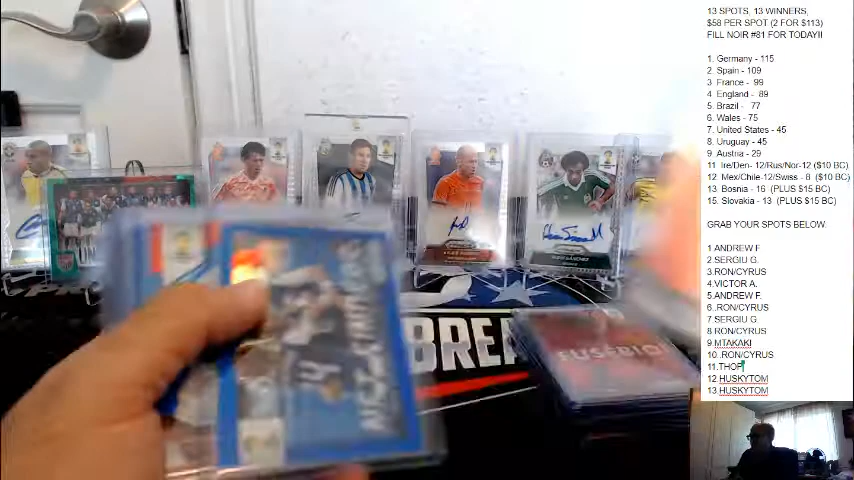 13 SPOTS, 13 WINNERS,
$58 PER SPOT (2 FOR $113)
FILL NOIR #81 FOR TODAY!!
1. Germany - 115
2. Spain - 109
3 France - 99
4. England - 89
5. Brazil - 77
6. Wales - 75
7. United States - 45
8. Uruguay - 45
9 Austria - 29
11 Ire/Den- 12/Rus/Nor-12 ($10 BC)
12 Mex/Chile-12/Swiss - 8 ($10 BC)
13 Bosnia - 16 (PLUS $15 BC)
15. Slovakia - 13 (PLUS $15 BC)
GRAB YOUR SPOTS BELOW.
1 ANDREW F
2 SERGIU G.
3.RON/CYRUS
4.VICTOR A.
5.ANDREW F.
6..RON/CYRUS
7.SERGIU G.
8 RON/CYRUS
9.MTAKAKI
10..RON/CYRUS
11.THOP
12.HUSKYTOM
13.HUSKYTOM
BREA
EUSEBIO